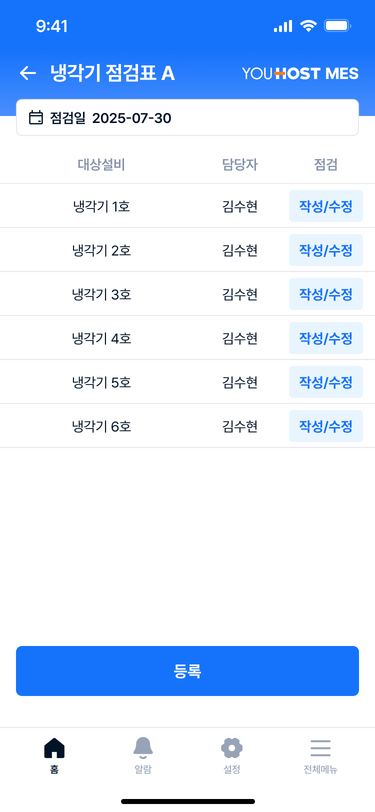 9:41
냉각기 점검표 A
YOUHOST MES
점검일 2025-07-30
대상설비 담당자 점검
냉각기 1호 김수현 작성/수정
냉각기 2호 김수현 작성/수정
냉각기 3호 김수현 작성/수정
냉각기 4호 김수현 작성/수정
냉각기 5호 김수현 작성/수정
냉각기 6호 김수현 작성/수정
등록
홈 알람 설정 전체메뉴